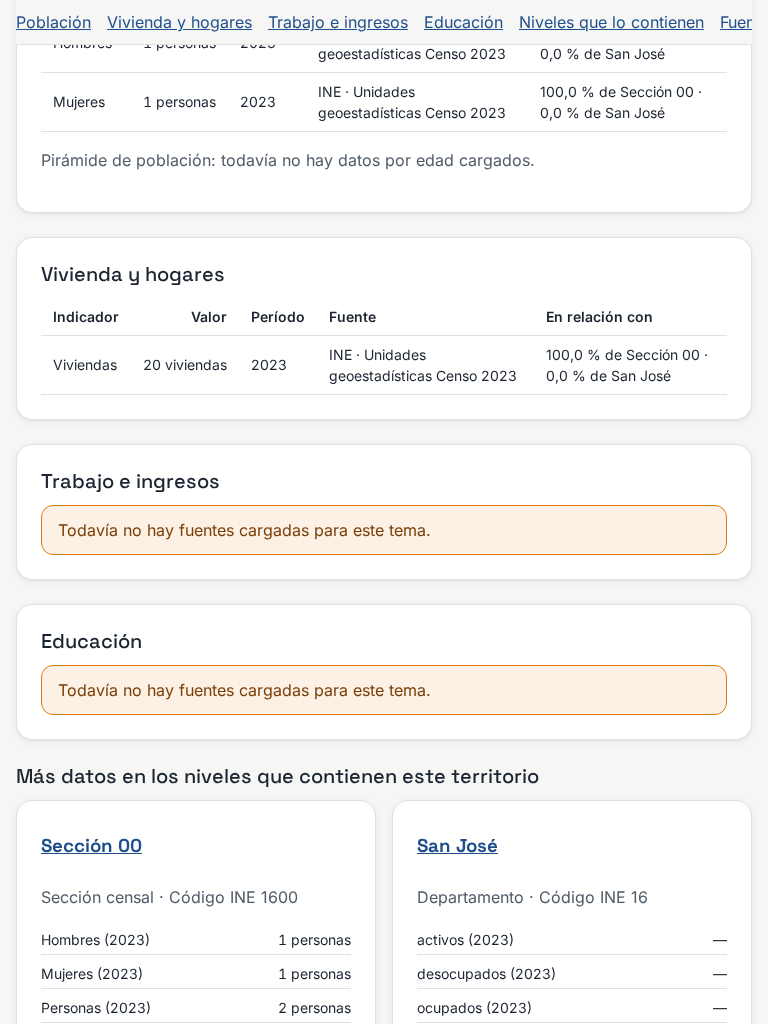 Población Vivienda y hogares Trabajo e ingresos Educación Niveles que lo contienen
Hombres 1 personas 2023 geoestadísticas Censo 2023 0,0 % de San José
Mujeres 1 personas 2023 INE · Unidades geoestadísticas Censo 2023 100,0 % de Sección 00 · 0,0 % de San José
Pirámide de población: todavía no hay datos por edad cargados.
Vivienda y hogares
Indicador Valor Período Fuente En relación con
Viviendas 20 viviendas 2023 INE · Unidades geoestadísticas Censo 2023 100,0 % de Sección 00 · 0,0 % de San José
Trabajo e ingresos
Todavía no hay fuentes cargadas para este tema.
Educación
Todavía no hay fuentes cargadas para este tema.
Más datos en los niveles que contienen este territorio
Sección 00
Sección censal · Código INE 1600
Hombres (2023) 1 personas
Mujeres (2023) 1 personas
Personas (2023) 2 personas
San José
Departamento · Código INE 16
activos (2023) —
desocupados (2023) —
ocupados (2023) —